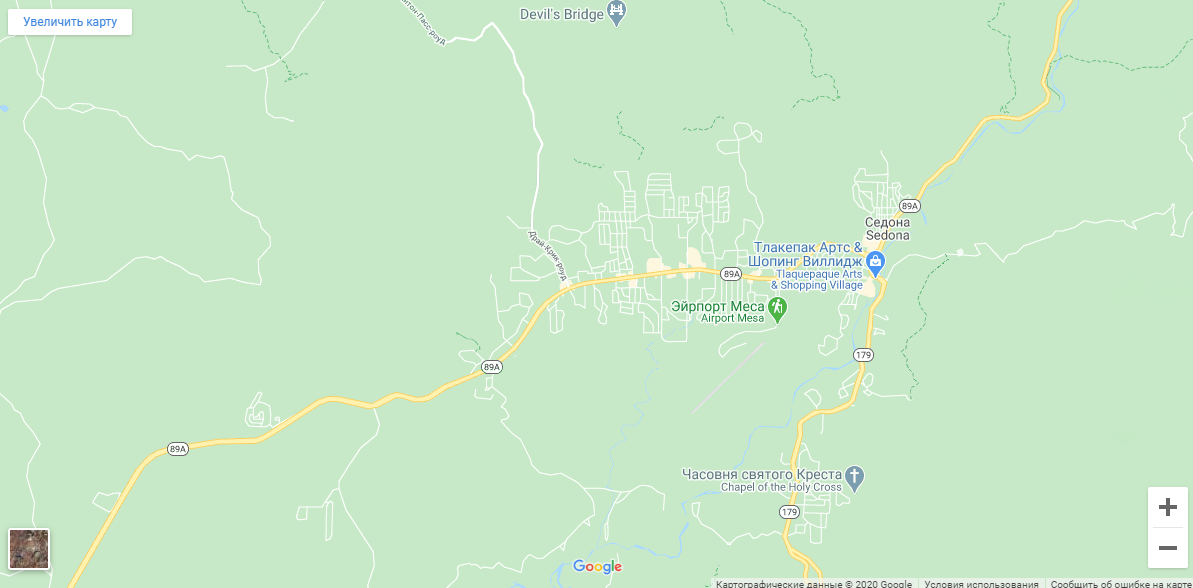 Увеличить карту
Devil's Bridge
89A
Седона
Sedona
Тлакепак Артс &
Шопинг Виллидж
Tlaquepaque Arts
& Shopping Village
Драй-Крик-роуд
89A
Эйрпорт Меса
Airport Mesa
179
89A
89A
Часовня святого Креста
Chapel of the Holy Cross
179
Google
Картографические данные © 2020 Google
Условия использования
Сообщить об ошибке на карте